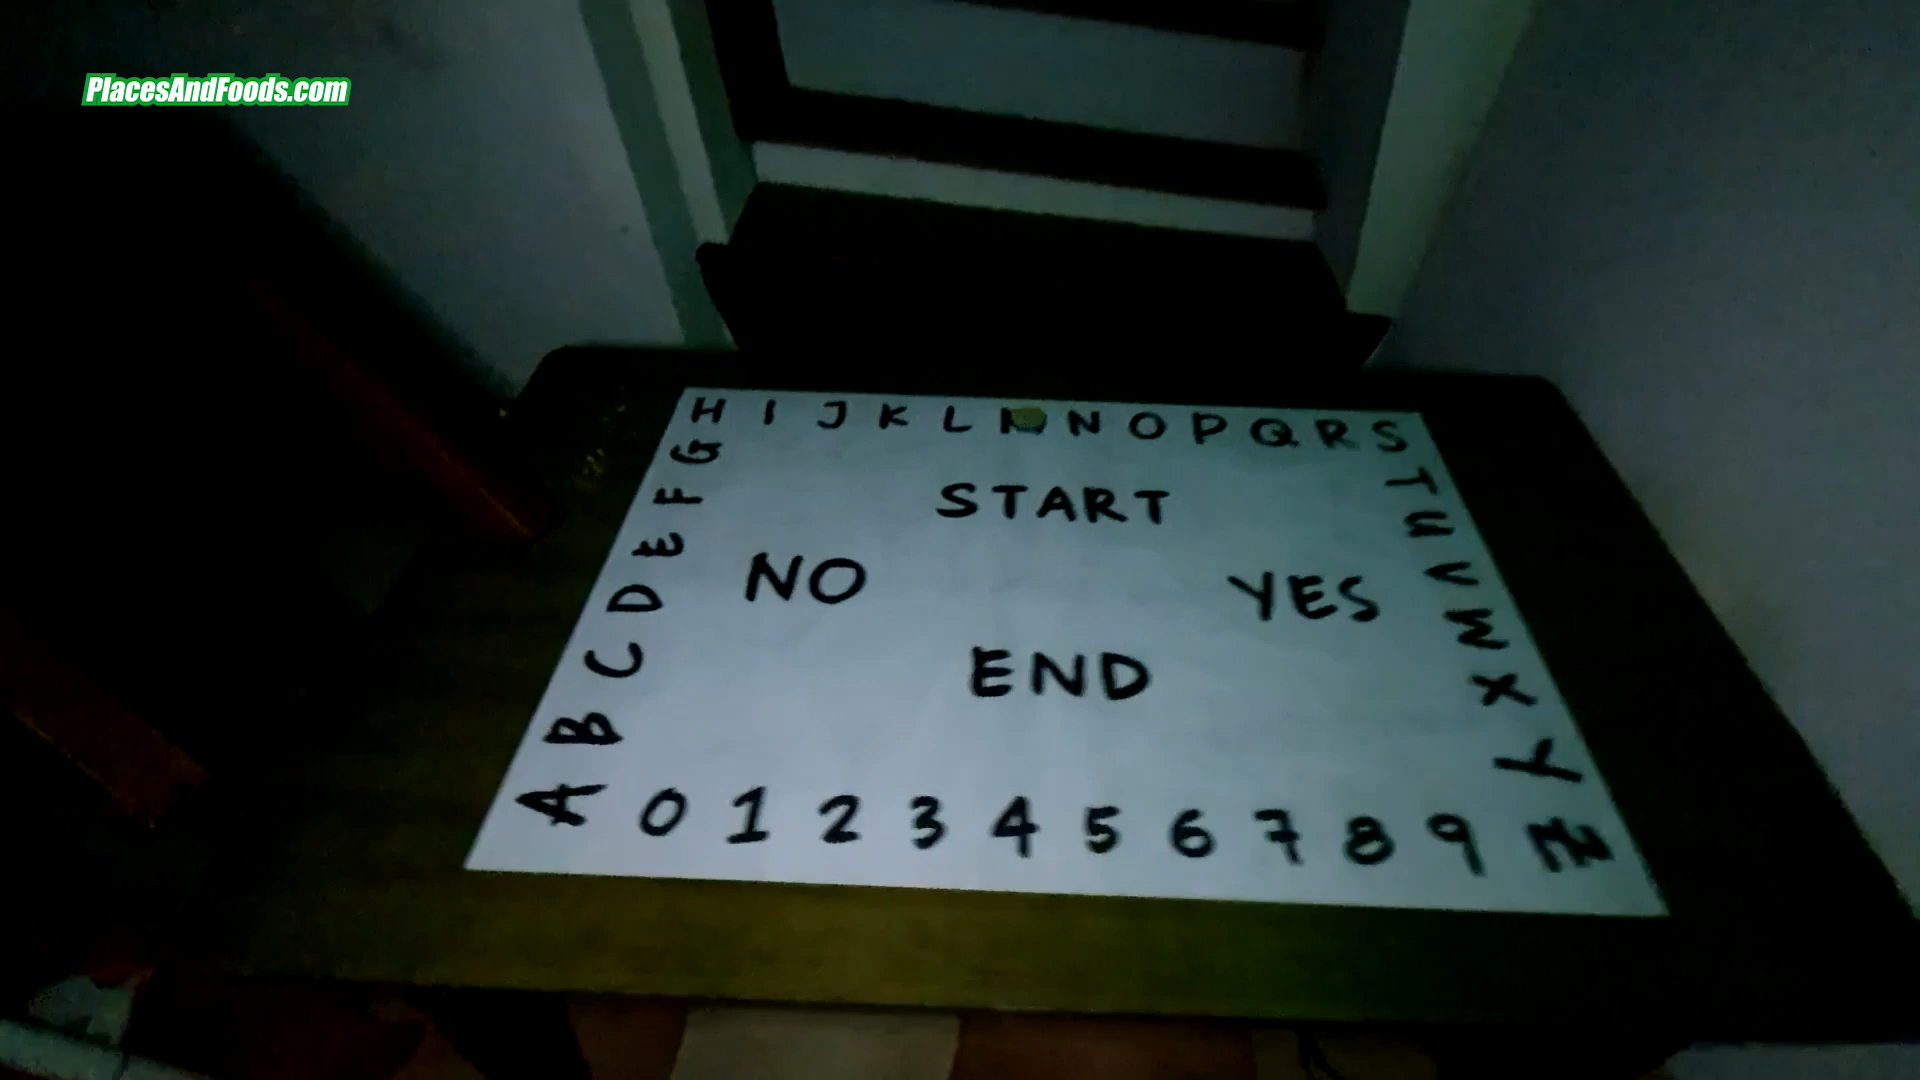 PlacesAndFoods.com
H I J K L N O P Q R S
G
F
E
D
C
B
A
START
NO YES
END
T
U
V
W
X
Y
Z
0 1 2 3 4 5 6 7 8 9